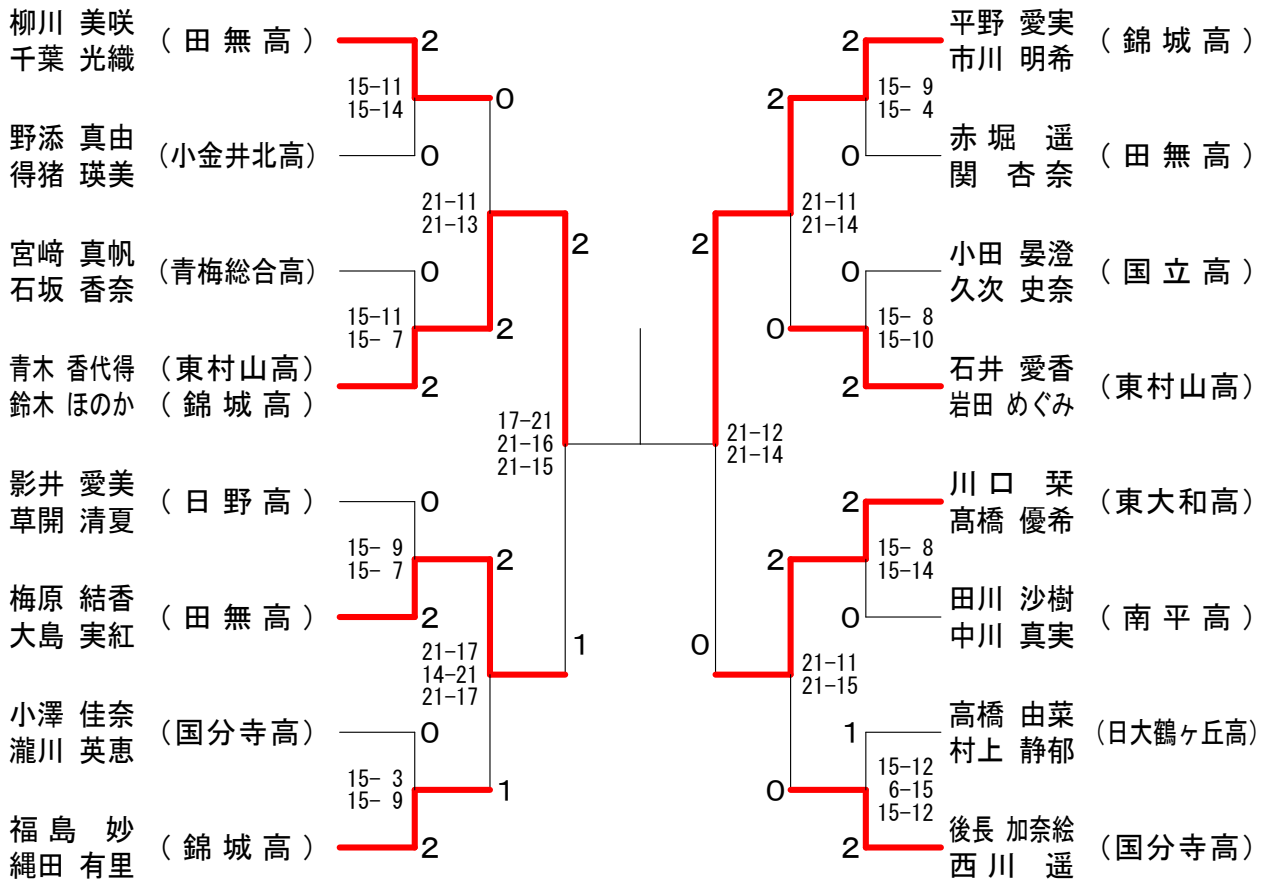 柳川 美咲
千葉 光織
(田無高)
2
15-11
15-14
0
野添 真由
得猪 瑛美
(小金井北高)
0
21-11
21-13
2
宮﨑 真帆
石坂 香奈
(青梅総合高)
0
15-11
15- 7
2
青木 香代得 (東村山高)
鈴木 ほのか (錦城高)
2
17-21
21-16
21-15
影井 愛美
草開 清夏
(日野高)
0
15- 9
15- 7
2
梅原 結香
大島 実紅
(田無高)
2
21-17
14-21
21-17
1
小澤 佳奈
瀧川 英恵
(国分寺高)
0
15- 3
15- 9
1
福島 妙
縄田 有里
(錦城高)
2
平野 愛実
市川 明希
(錦城高)
2
15- 9
15- 4
2
赤堀 遥
関 杏奈
(田無高)
0
21-11
21-14
2
小田 晏澄
久次 史奈
(国立高)
0
15- 8
15-10
0
石井 愛香
岩田 めぐみ
(東村山高)
2
21-12
21-14
川口 栞
髙橋 優希
(東大和高)
2
15- 8
15-14
2
田川 沙樹
中川 真実
(南平高)
0
21-11
21-15
0
高橋 由菜
村上 静郁
(日大鶴ヶ丘高)
1
15-12
6-15
15-12
0
後長 加奈絵
西川 遥
(国分寺高)
2